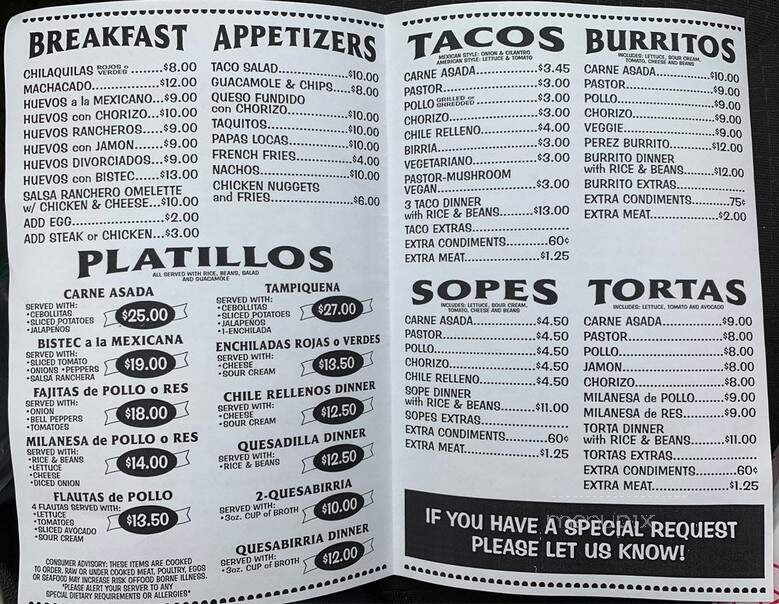 BREAKFAST
CHILAQUILAS ROJOS o VERDES.....$8.00
MACHACADO...............$12.00
HUEVOS a la MEXICANO...$9.00
HUEVOS con CHORIZO...$10.00
HUEVOS RANCHEROS......$9.00
HUEVOS con JAMON.......$9.00
HUEVOS DIVORCIADOS....$9.00
HUEVOS con BISTEC.....$13.00
SALSA RANCHERO OMELETTE
w/ CHICKEN & CHEESE...$10.00
ADD EGG..................$2.00
ADD STEAK or CHICKEN...$3.00
APPETIZERS
TACO SALAD...............$10.00
GUACAMOLE & CHIPS.....$8.00
QUESO FUNDIDO
con CHORIZO..............$10.00
TAQUITOS.................$10.00
PAPAS LOCAS..............$10.00
FRENCH FRIES.............$4.00
NACHOS...................$10.00
CHICKEN NUGGETS
and FRIES................$6.00
PLATILLOS
ALL SERVED WITH RICE, BEANS, SALAD
AND GUACAMOLE
CARNE ASADA
SERVED WITH:
•CEBOLLITAS
•SLICED POTATOES
•JALAPEÑOS
$25.00
BISTEC a la MEXICANA
SERVED WITH:
•SLICED TOMATO
•ONIONS •PEPPERS
•SALSA RANCHERA
$19.00
FAJITAS de POLLO o RES
SERVED WITH:
•ONION
•BELL PEPPERS
•TOMATOES
$18.00
MILANESA de POLLO o RES
SERVED WITH:
•RICE & BEANS
•LETTUCE
•CHEESE
•DICED ONION
$14.00
FLAUTAS de POLLO
4 FLAUTAS SERVED WITH:
•LETTUCE
•TOMATOES
•SLICED AVOCADO
•SOUR CREAM
$13.50
TAMPIQUENA
SERVED WITH:
•CEBOLLITAS
•SLICED POTATOES
•JALAPENOS
•1-ENCHILADA
$27.00
ENCHILADAS ROJAS o VERDES
SERVED WITH:
•CHEESE
•SOUR CREAM
$13.50
CHILE RELLENOS DINNER
SERVED WITH:
•CHEESE
•SOUR CREAM
$12.50
QUESADILLA DINNER
SERVED WITH:
•RICE & BEANS
$12.50
2-QUESABIRRIA
SERVED WITH:
•3oz. CUP of BROTH
$10.00
QUESABIRRIA DINNER
SERVED WITH:
•3oz. CUP of BROTH
$12.00
CONSUMER ADVISORY: THESE ITEMS ARE COOKED
TO ORDER. RAW OR UNDER COOKED MEAT, POULTRY, EGGS
OR SEAFOOD MAY INCREASE RISK OFFOOD BORNE ILLNESS.
*PLEASE ALERT YOUR SERVER TO ANY
SPECIAL DIETARY REQUIREMENTS OR ALLERGIES*
TACOS
MEXICAN STYLE: ONION & CILANTRO
AMERICAN STYLE: LETTUCE & TOMATO
CARNE ASADA..............$3.45
PASTOR...................$3.00
POLLO GRILLED or SHREDDED........$3.00
CHORIZO..................$3.00
CHILE RELLENO............$4.00
BIRRIA...................$3.00
VEGETARIANO..............$3.00
PASTOR-MUSHROOM
VEGAN....................$3.00
3 TACO DINNER
with RICE & BEANS......$13.00
TACO EXTRAS..............
EXTRA CONDIMENTS.......60¢
EXTRA MEAT..............$1.25
BURRITOS
INCLUDES: LETTUCE, SOUR CREAM,
TOMATO, CHEESE AND BEANS
CARNE ASADA..............$10.00
PASTOR...................$9.00
POLLO....................$9.00
CHORIZO..................$9.00
VEGGIE...................$9.00
PEREZ BURRITO............$12.00
BURRITO DINNER
with RICE & BEANS.......$12.00
BURRITO EXTRAS...........
EXTRA CONDIMENTS........75¢
EXTRA MEAT...............$2.00
SOPES
INCLUDES: LETTUCE, SOUR CREAM,
TOMATO, CHEESE AND BEANS
CARNE ASADA..............$4.50
PASTOR...................$4.50
POLLO....................$4.50
CHORIZO..................$4.50
CHILE RELLENO............$4.50
SOPE DINNER
with RICE & BEANS......$11.00
SOPES EXTRAS.............
EXTRA CONDIMENTS.......60¢
EXTRA MEAT..............$1.25
TORTAS
INCLUDES: LETTUCE, TOMATO AND AVOCADO
CARNE ASADA..............$9.00
PASTOR...................$8.00
POLLO....................$8.00
JAMON....................$8.00
CHORIZO..................$8.00
MILANESA de POLLO.......$9.00
MILANESA de RES..........$9.00
TORTA DINNER
with RICE & BEANS.......$11.00
TORTAS EXTRAS............
EXTRA CONDIMENTS.......60¢
EXTRA MEAT...............$1.25
IF YOU HAVE A SPECIAL REQUEST
PLEASE LET US KNOW!
menupix